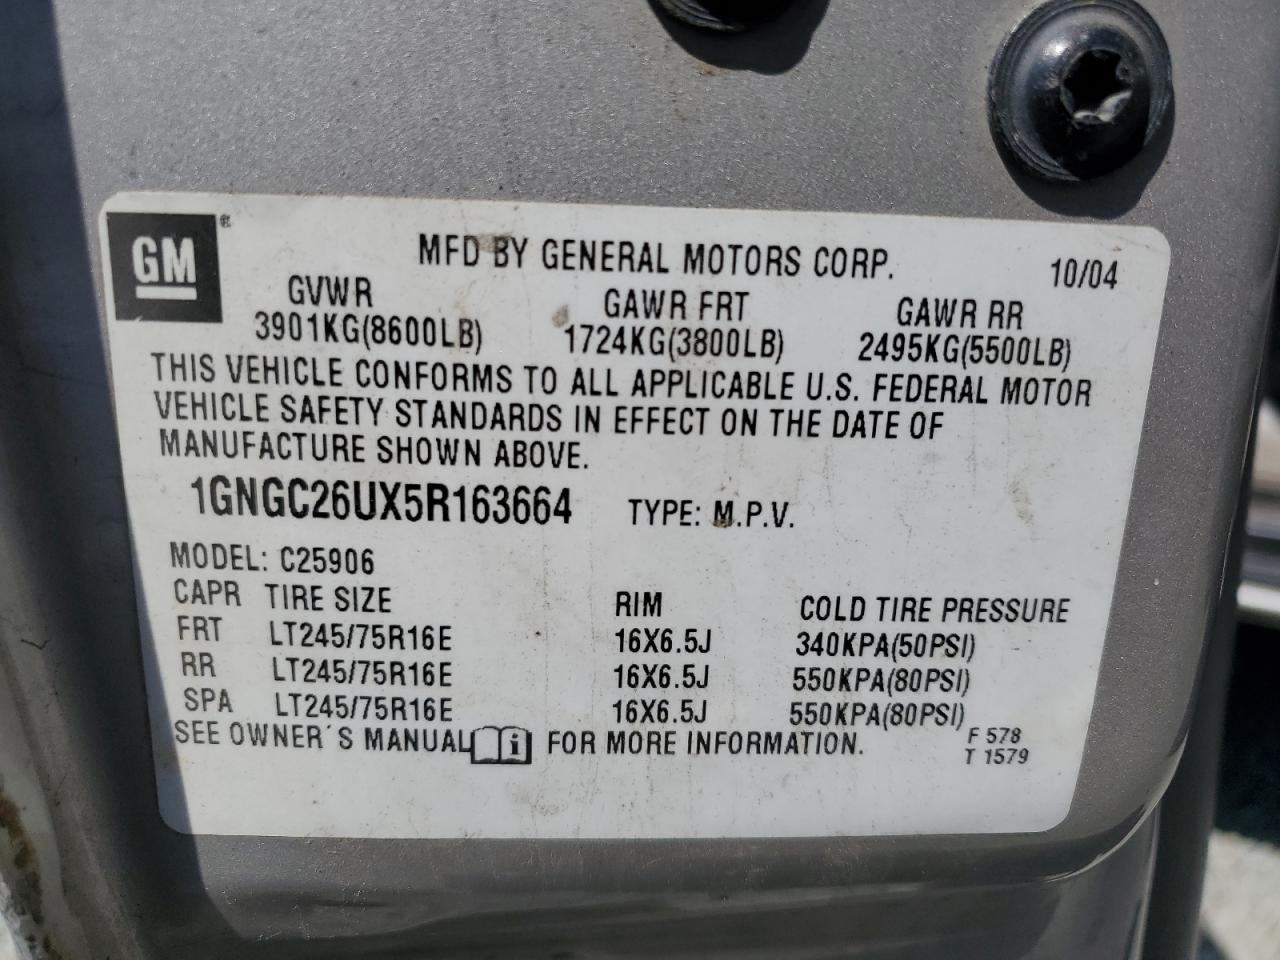 GM ®
MFD BY GENERAL MOTORS CORP. 10/04
GVWR GAWR FRT GAWR RR
3901KG(8600LB) 1724KG(3800LB) 2495KG(5500LB)
THIS VEHICLE CONFORMS TO ALL APPLICABLE U.S. FEDERAL MOTOR
VEHICLE SAFETY STANDARDS IN EFFECT ON THE DATE OF
MANUFACTURE SHOWN ABOVE.
1GNGC26UX5R163664 TYPE: M.P.V.
MODEL: C25906
CAPR TIRE SIZE RIM COLD TIRE PRESSURE
FRT LT245/75R16E 16X6.5J 340KPA(50PSI)
RR LT245/75R16E 16X6.5J 550KPA(80PSI)
SPA LT245/75R16E 16X6.5J 550KPA(80PSI)
SEE OWNER´S MANUAL i FOR MORE INFORMATION. F 578
T 1579